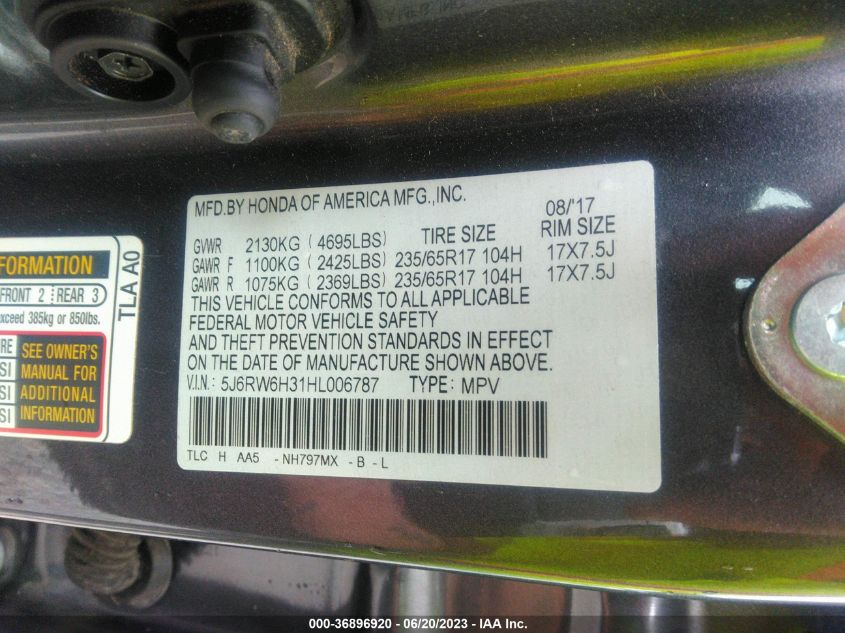 MFD.BY HONDA OF AMERICA MFG.,INC. 08/'17
GVWR 2130KG (4695LBS) TIRE SIZE RIM SIZE
GAWR F 1100KG (2425LBS) 235/65R17 104H 17X7.5J
GAWR R 1075KG (2369LBS) 235/65R17 104H 17X7.5J
THIS VEHICLE CONFORMS TO ALL APPLICABLE
FEDERAL MOTOR VEHICLE SAFETY
AND THEFT PREVENTION STANDARDS IN EFFECT
ON THE DATE OF MANUFACTURE SHOWN ABOVE.
V.I.N.: 5J6RW6H31HL006787 TYPE: MPV
TLC H AA5 -NH797MX -B-L
FRONT 2 REAR 3
385kg or 850lbs.
SEE OWNER'S
MANUAL FOR
ADDITIONAL
INFORMATION
TLA A0
000-36896920 - 06/20/2023 - IAA Inc.